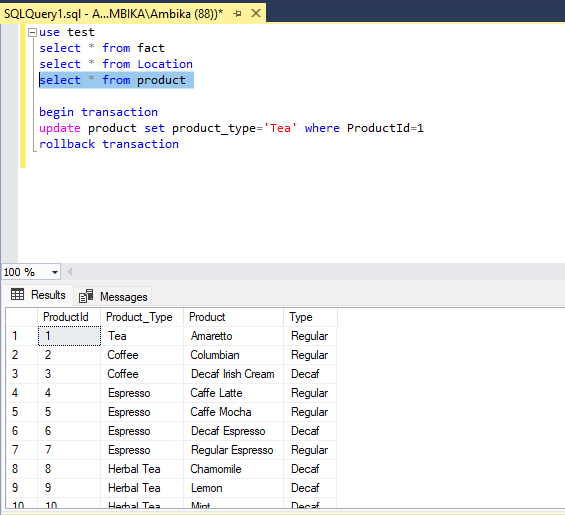 SQLQuery1.sql - A...MBIKA\Ambika (88))*
use test
select * from fact
select * from Location
select * from product
begin transaction
update product set product_type='Tea' where ProductId=1
rollback transaction
100 %
Results Messages
ProductId Product_Type Product Type
1 1 Tea Amaretto Regular
2 2 Coffee Columbian Regular
3 3 Coffee Decaf Irish Cream Decaf
4 4 Espresso Caffe Latte Regular
5 5 Espresso Caffe Mocha Regular
6 6 Espresso Decaf Espresso Decaf
7 7 Espresso Regular Espresso Regular
8 8 Herbal Tea Chamomile Decaf
9 9 Herbal Tea Lemon Decaf
10 10 Herbal Tea Mint Decaf